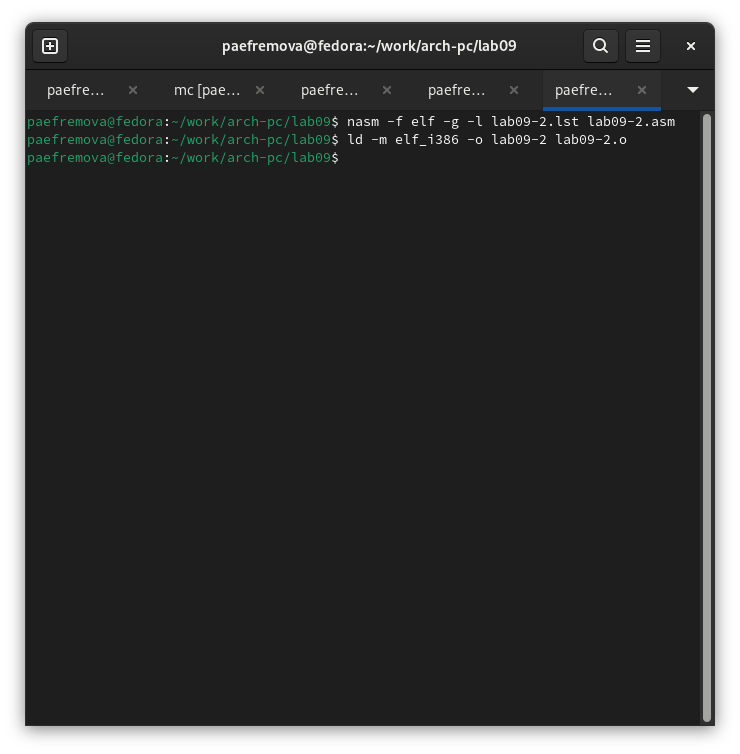 paefremova@fedora:~/work/arch-pc/lab09
paefre… mc [pae… paefre… paefre… paefre…
paefremova@fedora:~/work/arch-pc/lab09$ nasm -f elf -g -l lab09-2.lst lab09-2.asm
paefremova@fedora:~/work/arch-pc/lab09$ ld -m elf_i386 -o lab09-2 lab09-2.o
paefremova@fedora:~/work/arch-pc/lab09$